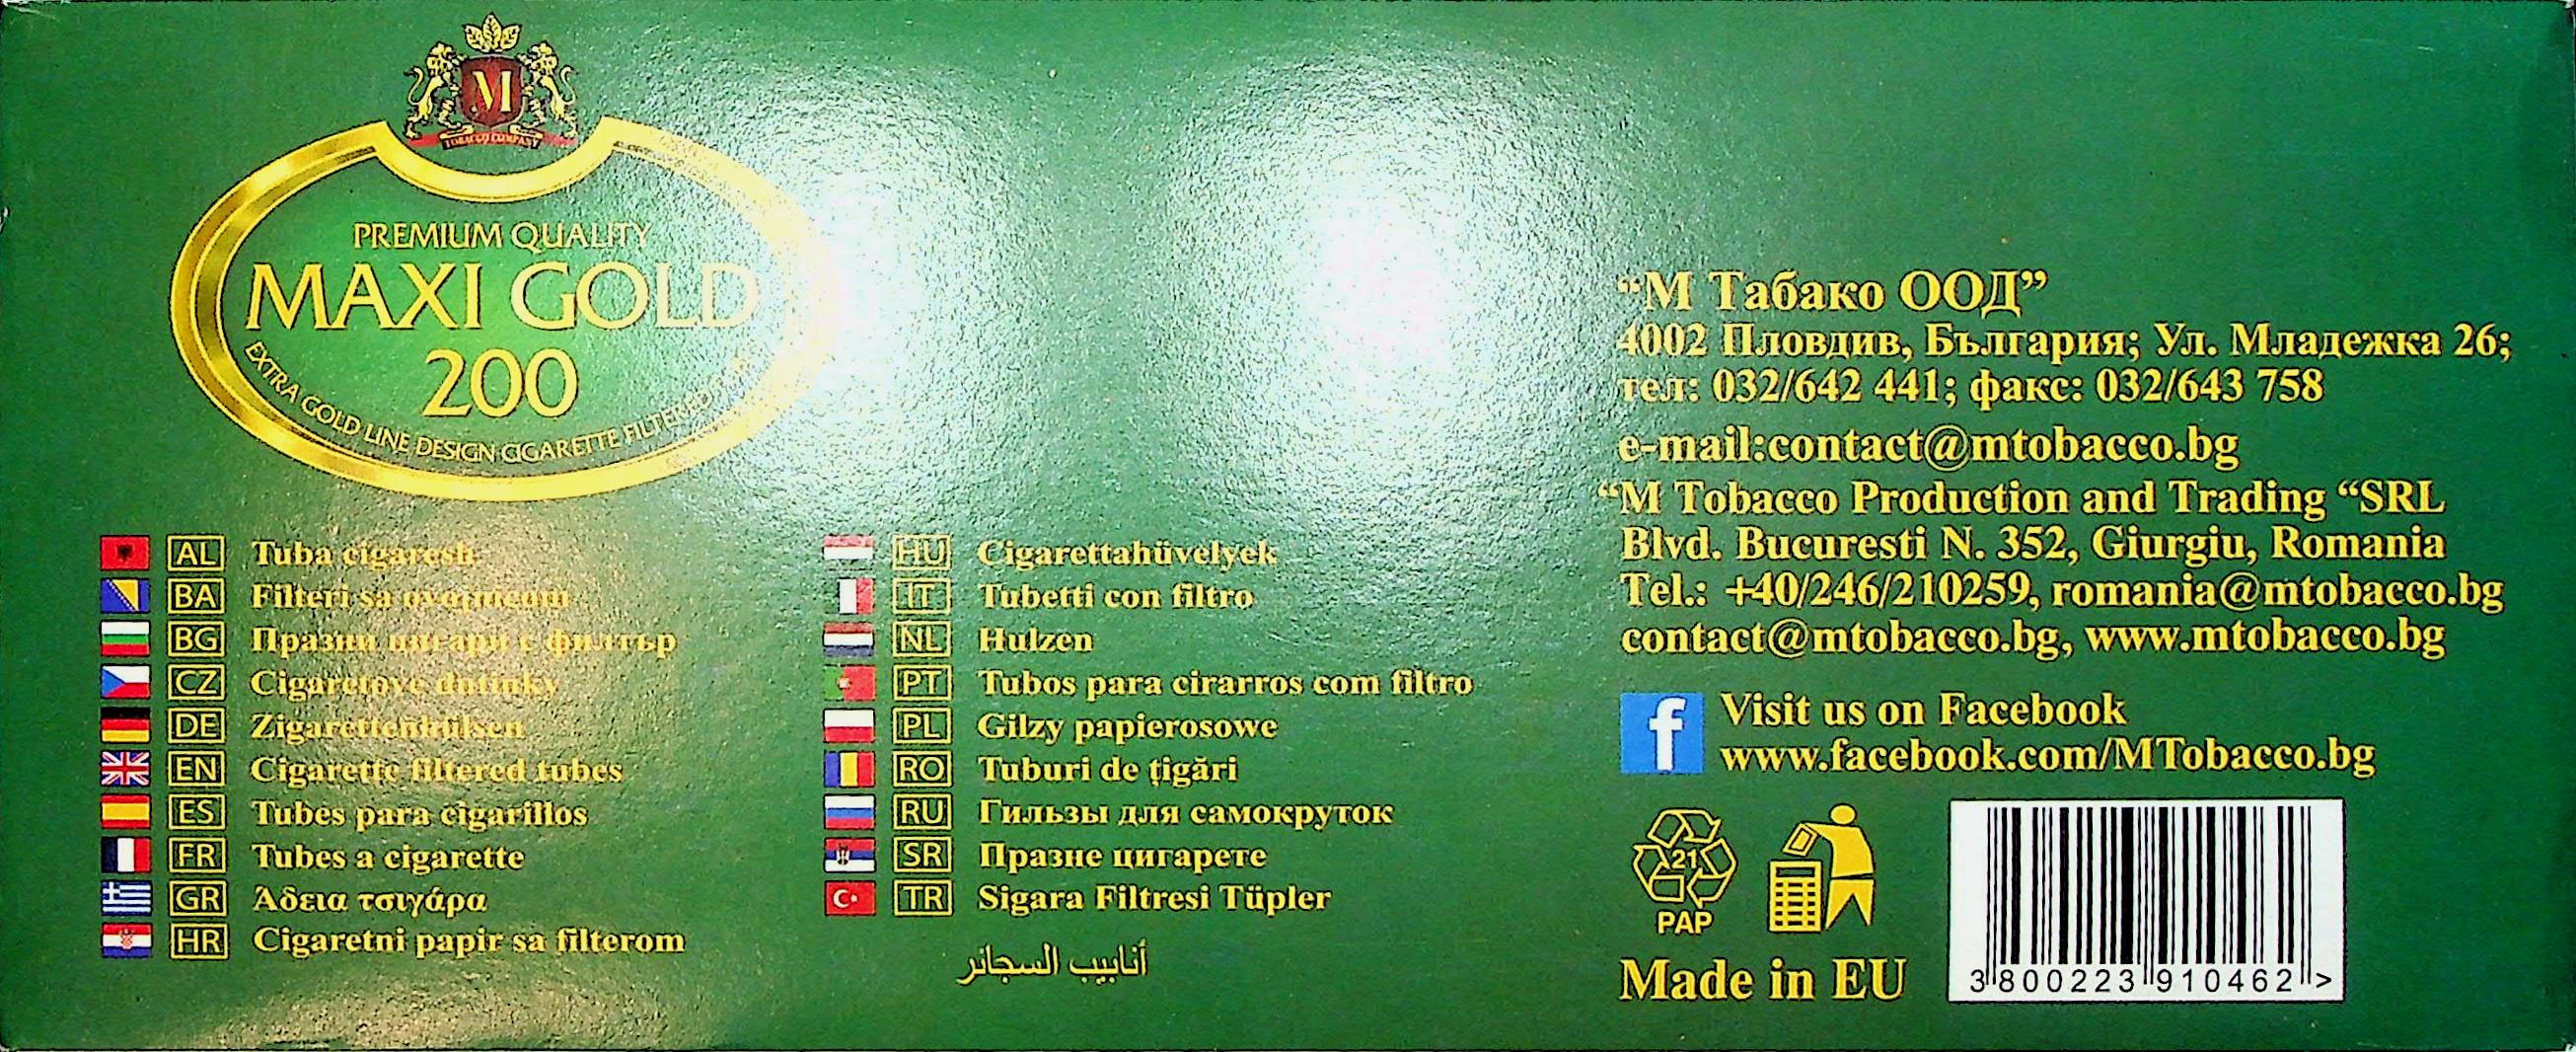 M
TOBACCO COMPANY
PREMIUM QUALITY
MAXI GOLD
200
EXTRA GOLD LINE DESIGN CIGARETTE FILTERED
AL Tuba cigaresh
BA Filteri sa
BG Празни цигари с филтър
CZ Cigaretove dutinky
DE Zigarettenhülsen
EN Cigarette filtered tubes
ES Tubes para cigarillos
FR Tubes a cigarette
GR Άδεια τσιγάρα
HR Cigaretni papir sa filterom
HU Cigarettahüvelyek
IT Tubetti con filtro
NL Hulzen
PT Tubos para cirarros com filtro
PL Gilzy papierosowe
RO Tuburi de țigări
RU Гильзы для самокруток
SR Празне цигарете
TR Sigara Filtresi Tüpler
أنابيب السجائر
“М Табако ООД”
4002 Пловдив, България; Ул. Младежка 26;
тел: 032/642 441; факс: 032/643 758
e-mail:contact@mtobacco.bg
“M Tobacco Production and Trading “SRL
Blvd. Bucuresti N. 352, Giurgiu, Romania
Tel.: +40/246/210259, romania@mtobacco.bg
contact@mtobacco.bg, www.mtobacco.bg
f Visit us on Facebook
www.facebook.com/MTobacco.bg
21
PAP
Made in EU
3800223910462>